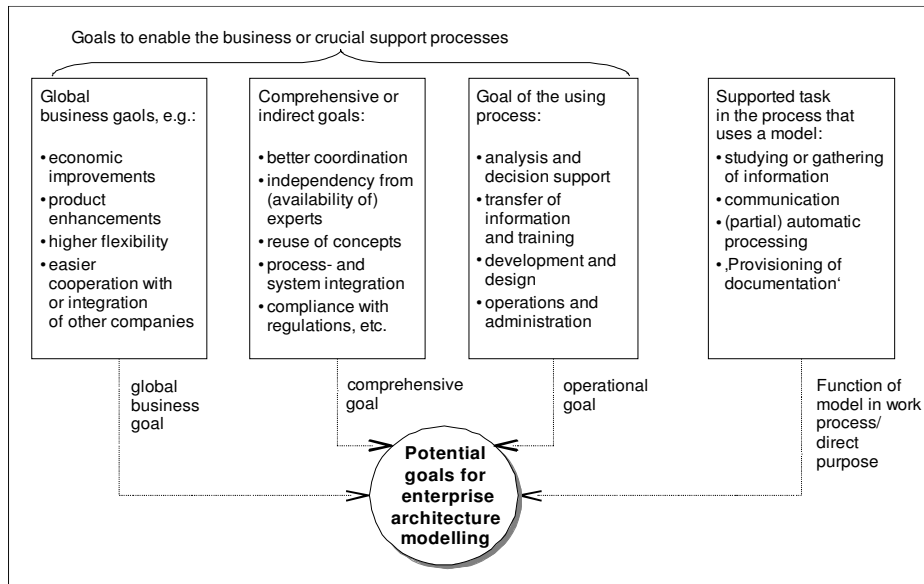 Goals to enable the business or crucial support processes
Global
business gaols, e.g.:
• economic
improvements
• product
enhancements
• higher flexibility
• easier
cooperation with
or integration
of other companies
Comprehensive or
indirect goals:
• better coordination
• independency from
(availability of)
experts
• reuse of concepts
• process- and
system integration
• compliance with
regulations, etc.
Goal of the using
process:
• analysis and
decision support
• transfer of
information
and training
• development and
design
• operations and
administration
Supported task
in the process that
uses a model:
• studying or gathering
of information
• communication
• (partial) automatic
processing
• ‚Provisioning of
documentation‘
global
business
goal
comprehensive
goal
operational
goal
Function of
model in work
process/
direct
purpose
Potential
goals for
enterprise
architecture
modelling